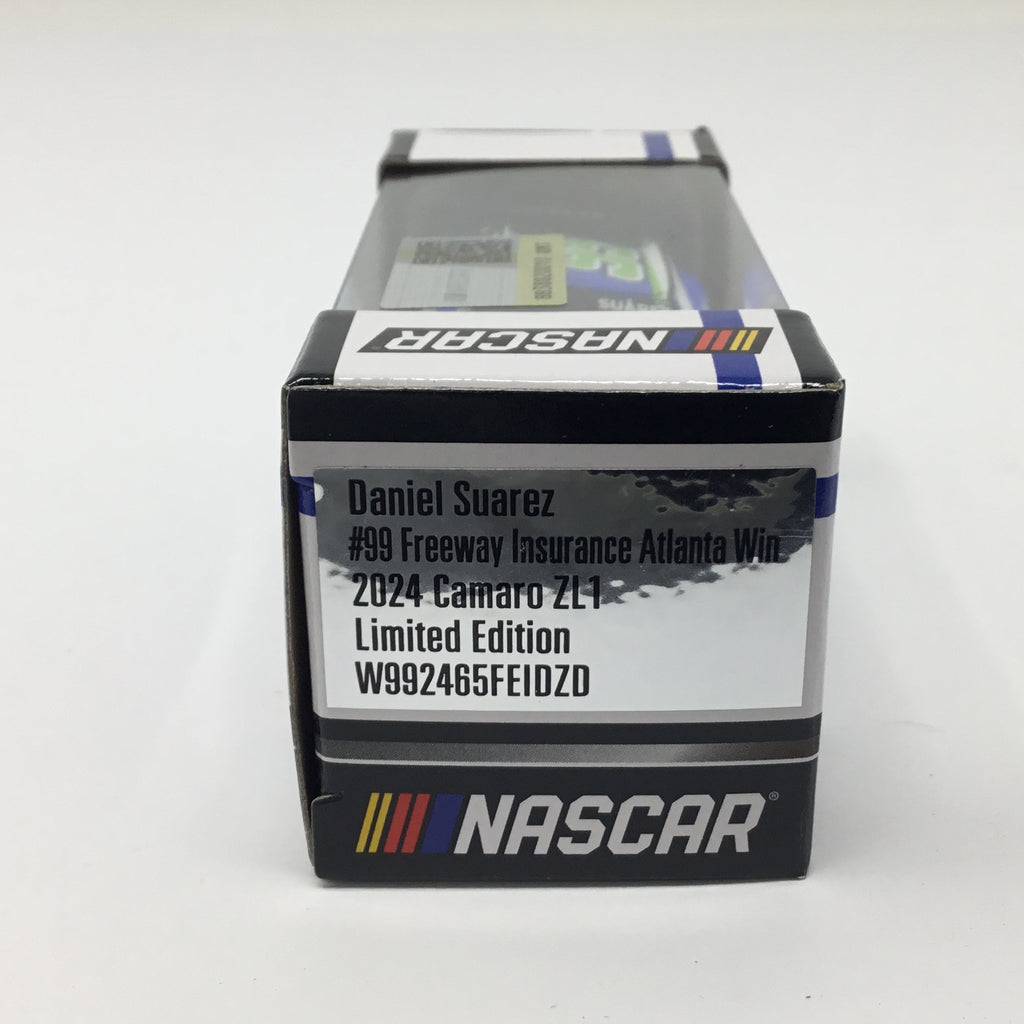 NASCAR
Daniel Suarez
#99 Freeway Insurance Atlanta Win
2024 Camaro ZL1
Limited Edition
W992465FEIDZD
NASCAR®